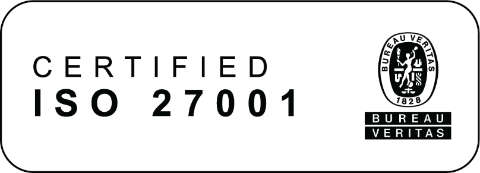 CERTIFIED
ISO 27001
BUREAU VERITAS
1828
BUREAU
VERITAS